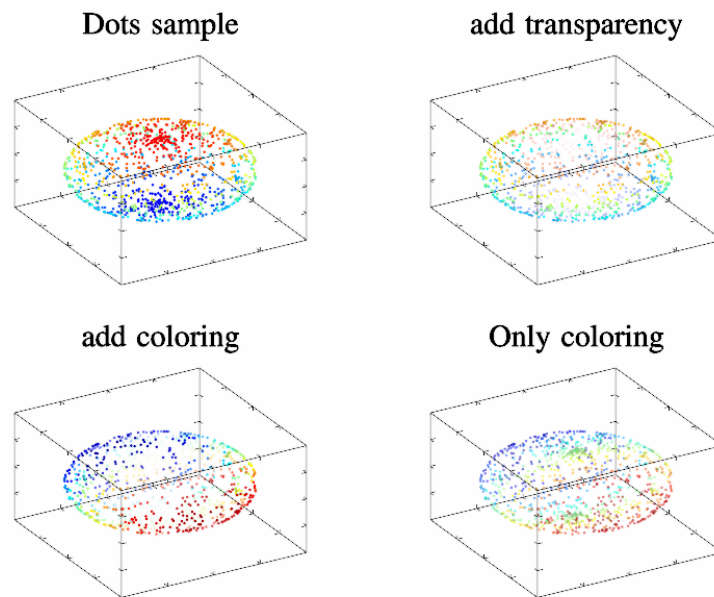 Dots sample
add transparency
add coloring
Only coloring